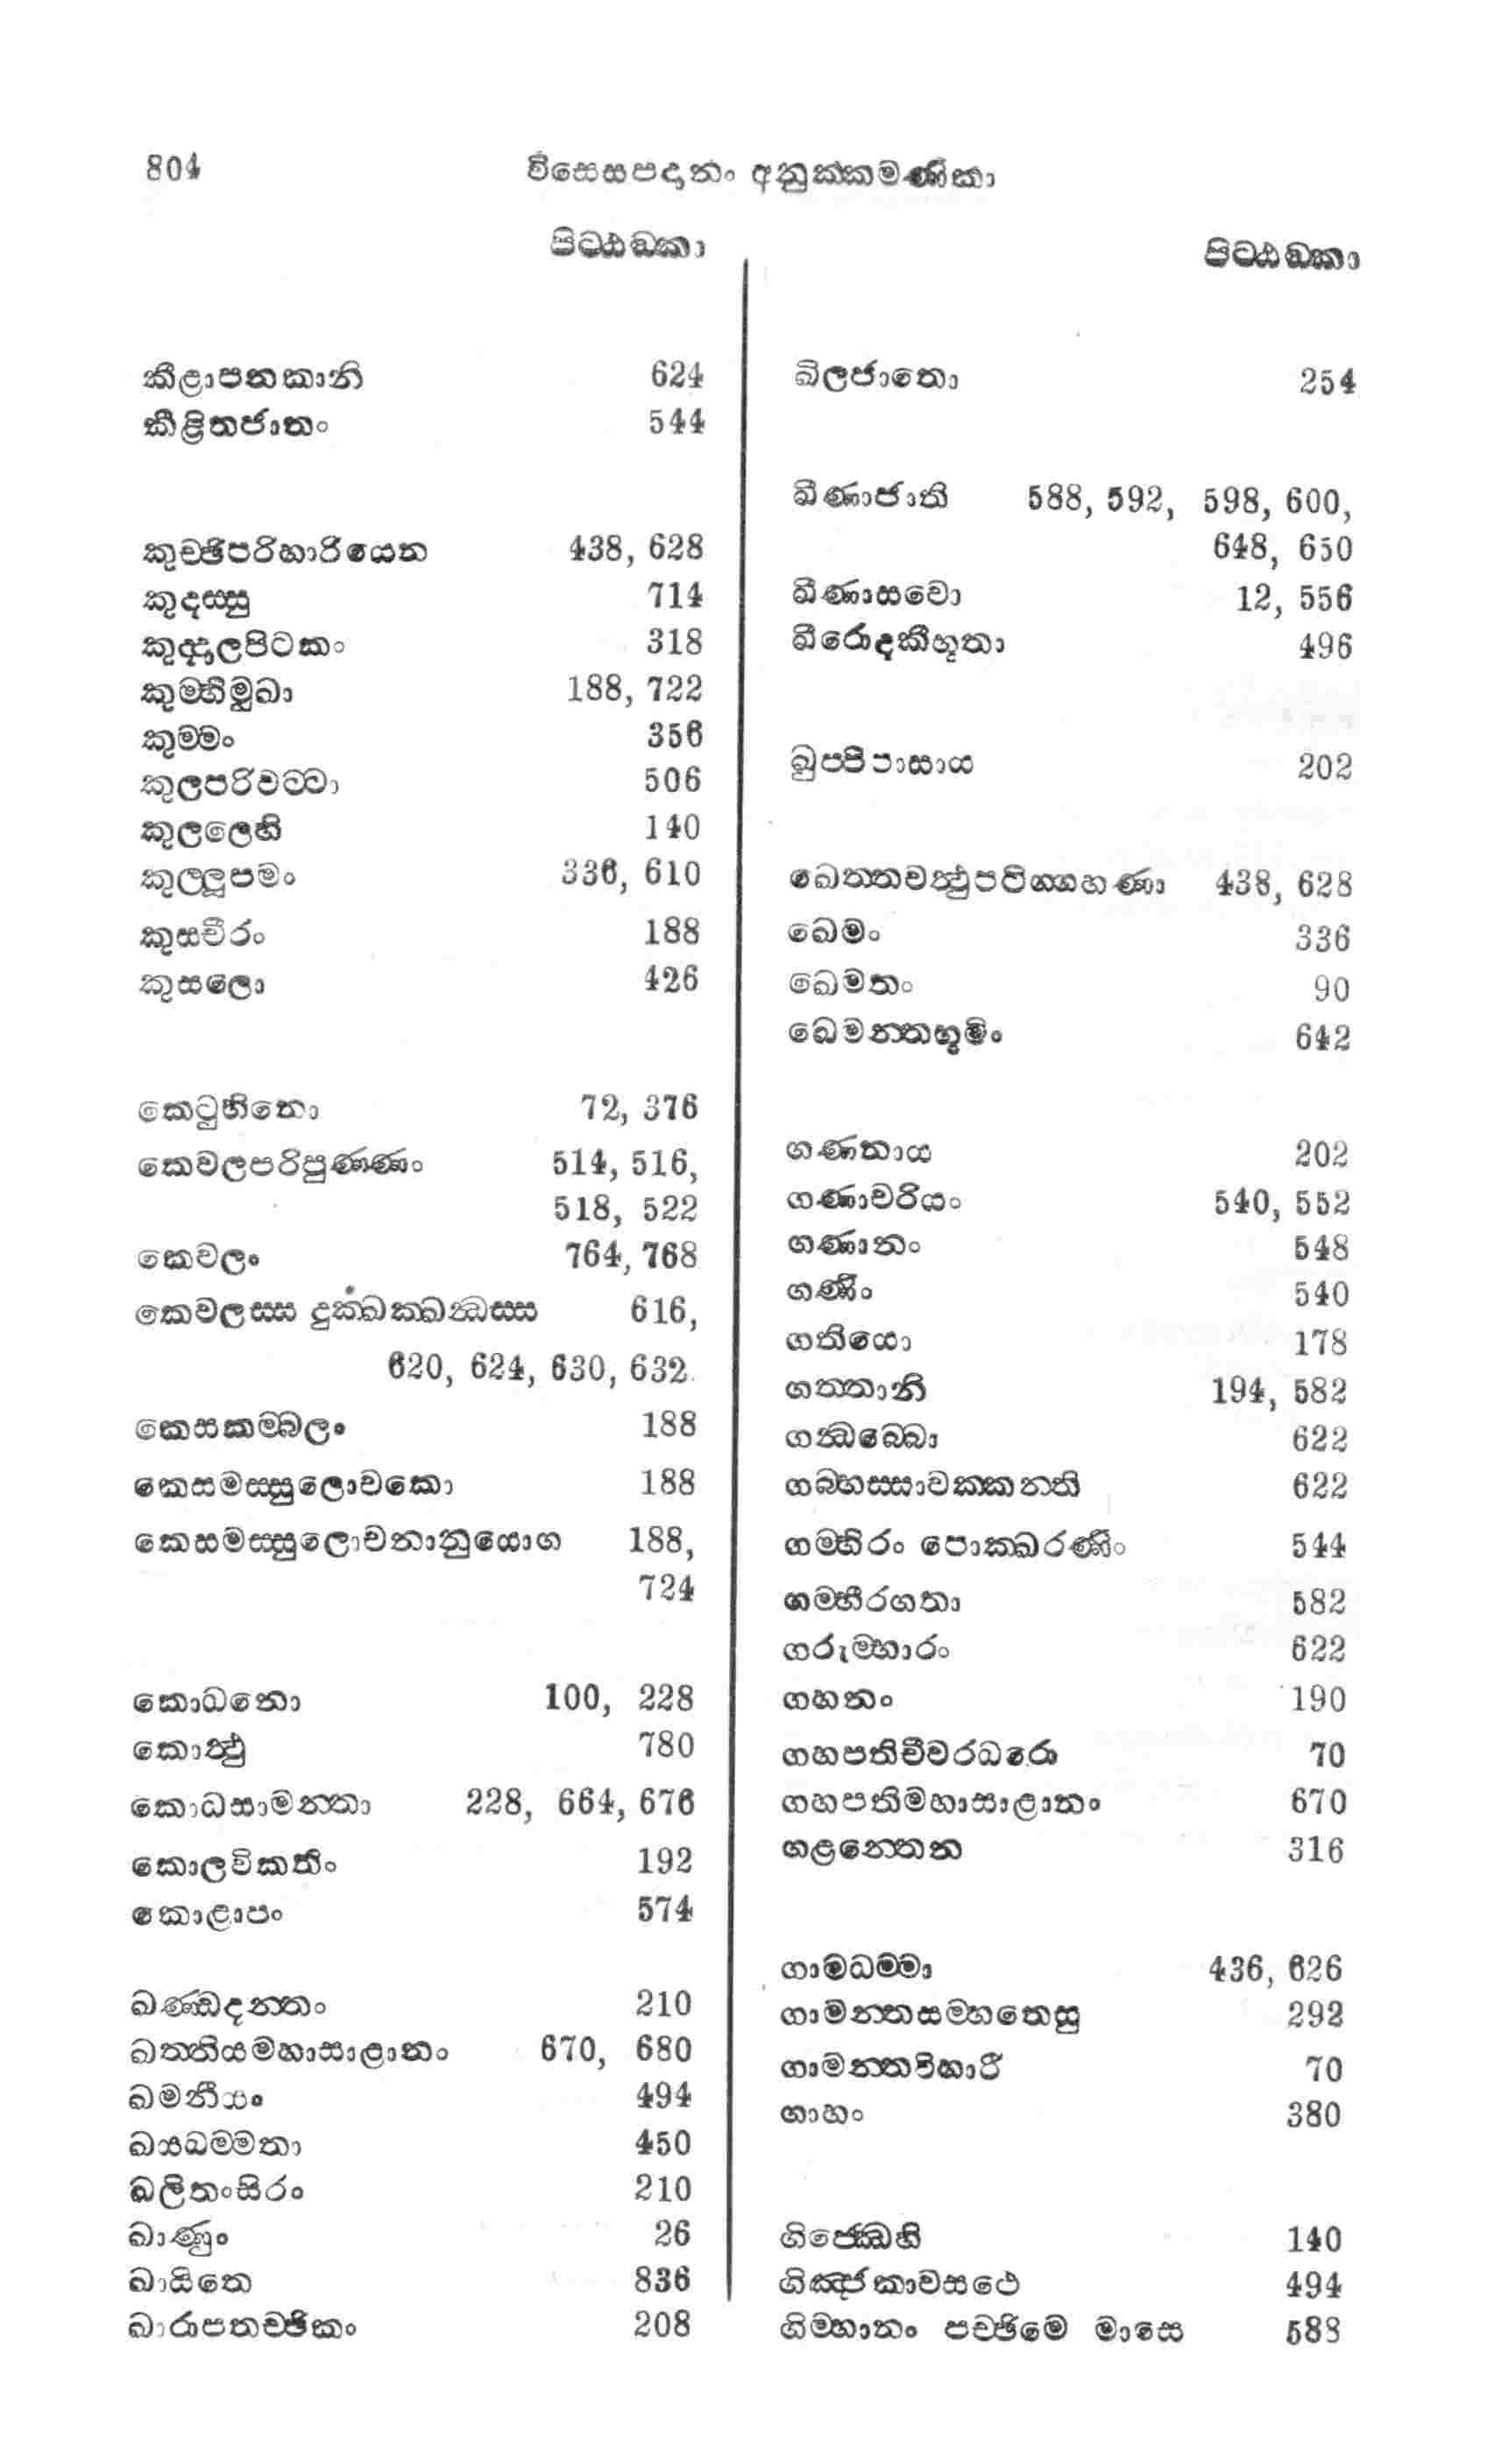 804
විසෙසපදානං අනුක්කමණිකා
පිට්ඨඞ්කා
කීළාපනකානි 624
කීළිතජාතං 544
කුච්ඡිපරිහාරියෙන 438, 628
කුදස්සු 714
කුද්දාලපිටකං 318
කුම්භීමුඛා 188, 722
කුම්මං 356
කුලපරිවට්ටා 506
කුලලෙහි 140
කුල්ලූපමං 336, 610
කුසචීරං 188
කුසලො 426
කෙටුභිනො 72, 376
කෙවලපරිපුණ්ණං 514, 516,
518, 522
කෙවලං 764, 768
කෙවලස්ස දුක්ඛක්ඛන්ධස්ස 616,
620, 624, 630, 632
කෙසකම්බලං 188
කෙසමස්සුලොචකො 188
කෙසමස්සුලොචනානුයොග 188,
724
කොධනො 100, 228
කොත්ථු 780
කොධසාමන්තා 228, 664, 676
කොලවිකතිං 192
කොළාපං 574
ඛණ්ඩදන්තං 210
ඛත්තියමහාසාළානං 670, 680
ඛමනීයං 494
ඛයධම්මතා 450
ඛලිතංසිරං 210
ඛාණුං 26
ඛායිතෙ 836
ඛාරාපතච්ඡිකං 208
පිට්ඨඞ්කා
ඛිලජාතො 254
ඛීණාජාති 588, 592, 598, 600,
648, 650
ඛීණාසවො 12, 556
ඛීරොදකීභූතා 496
ඛුප්පිපාසාය 202
ඛෙත්තවත්ථුපටිග්ගහණා 438, 628
ඛෙමං 336
ඛෙමතං 90
ඛෙමන්තභූමිං 642
ගණනාය 202
ගණාචරියං 540, 552
ගණානං 548
ගණිං 540
ගතියො 178
ගත්තානි 194, 582
ගන්ධබ්බො 622
ගබ්භස්සාවක්කන්ති 622
ගම්භිරං පොක්ඛරණිං 544
ගම්භීරගතා 582
ගරුම්භාරං 622
ගහනං 190
ගහපතිචීවරධරො 70
ගහපතිමහාසාළානං 670
ගළන්තෙන 316
ගාමධම්මා 436, 626
ගාමන්තසම්හතෙසු 292
ගාමන්තවිහාරී 70
ගාහං 380
ගිජ්ඣෙහි 140
ගිඤ්ජකාවසථෙ 494
ගිම්හානං පච්ඡිමෙ මාසෙ 588